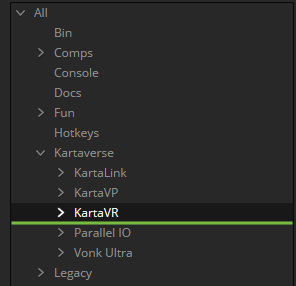 All
Bin
Comps
Console
Docs
Fun
Hotkeys
Kartaverse
KartaLink
KartaVP
KartaVR
Parallel IO
Vonk Ultra
Legacy